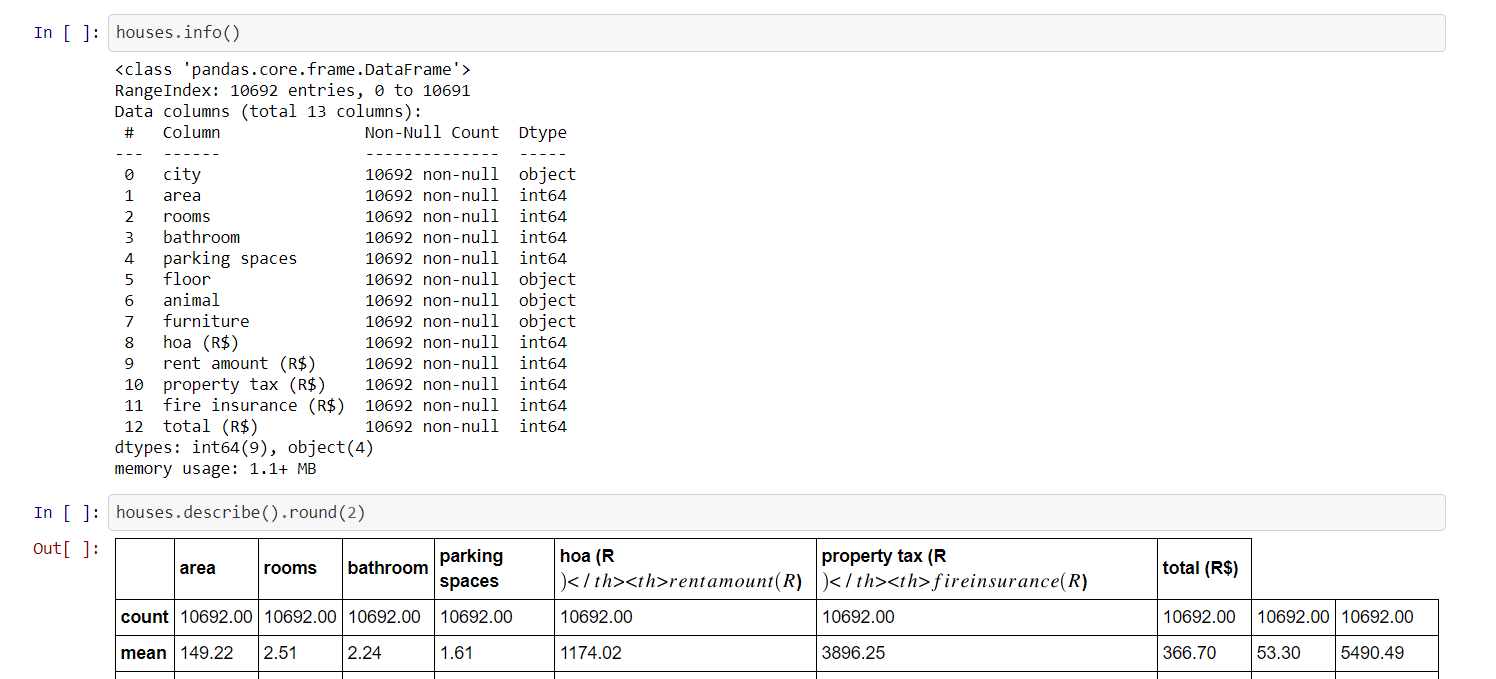 In [ ]: houses.info()
<class 'pandas.core.frame.DataFrame'>
RangeIndex: 10692 entries, 0 to 10691
Data columns (total 13 columns):
 #   Column               Non-Null Count  Dtype
---  ------               --------------  -----
 0   city                 10692 non-null  object
 1   area                 10692 non-null  int64
 2   rooms                10692 non-null  int64
 3   bathroom             10692 non-null  int64
 4   parking spaces       10692 non-null  int64
 5   floor                10692 non-null  object
 6   animal               10692 non-null  object
 7   furniture            10692 non-null  object
 8   hoa (R$)             10692 non-null  int64
 9   rent amount (R$)     10692 non-null  int64
 10  property tax (R$)    10692 non-null  int64
 11  fire insurance (R$)  10692 non-null  int64
 12  total (R$)           10692 non-null  int64
dtypes: int64(9), object(4)
memory usage: 1.1+ MB
In [ ]: houses.describe().round(2)
Out[ ]:
area rooms bathroom parking spaces hoa (R )</th><th>rentamount(R) property tax (R )</th><th>fireinsurance(R) total (R$)
count 10692.00 10692.00 10692.00 10692.00 10692.00 10692.00 10692.00 10692.00 10692.00
mean 149.22 2.51 2.24 1.61 1174.02 3896.25 366.70 53.30 5490.49